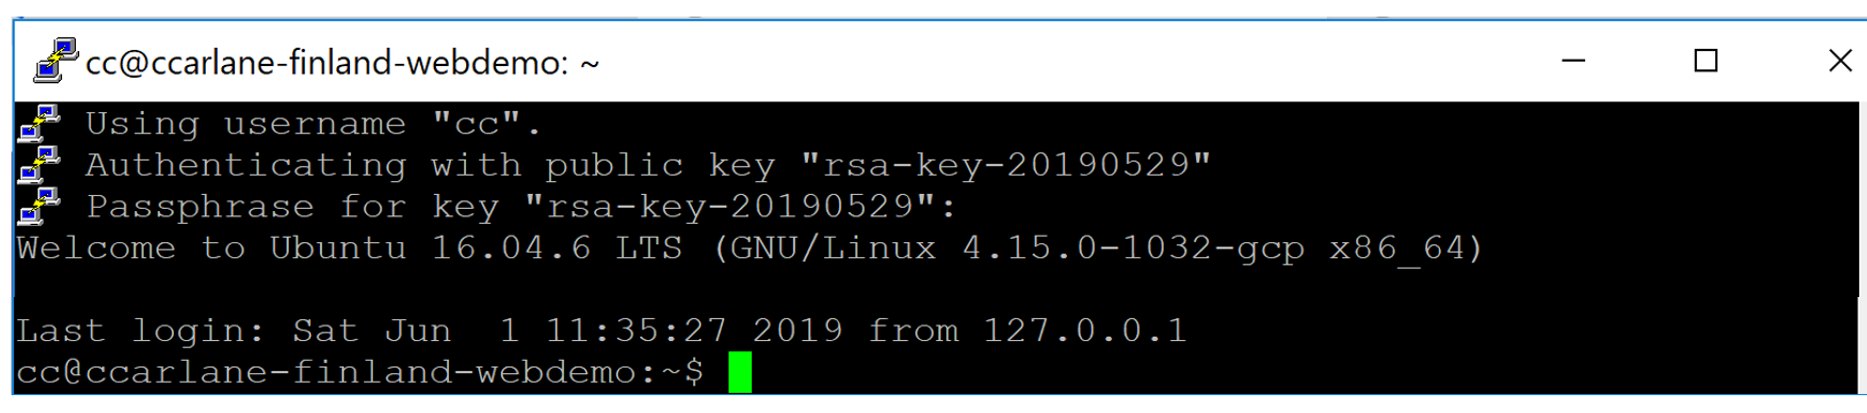 cc@ccarlane-finland-webdemo: ~
Using username "cc".
Authenticating with public key "rsa-key-20190529"
Passphrase for key "rsa-key-20190529":
Welcome to Ubuntu 16.04.6 LTS (GNU/Linux 4.15.0-1032-gcp x86_64)
Last login: Sat Jun  1 11:35:27 2019 from 127.0.0.1
cc@ccarlane-finland-webdemo:~$